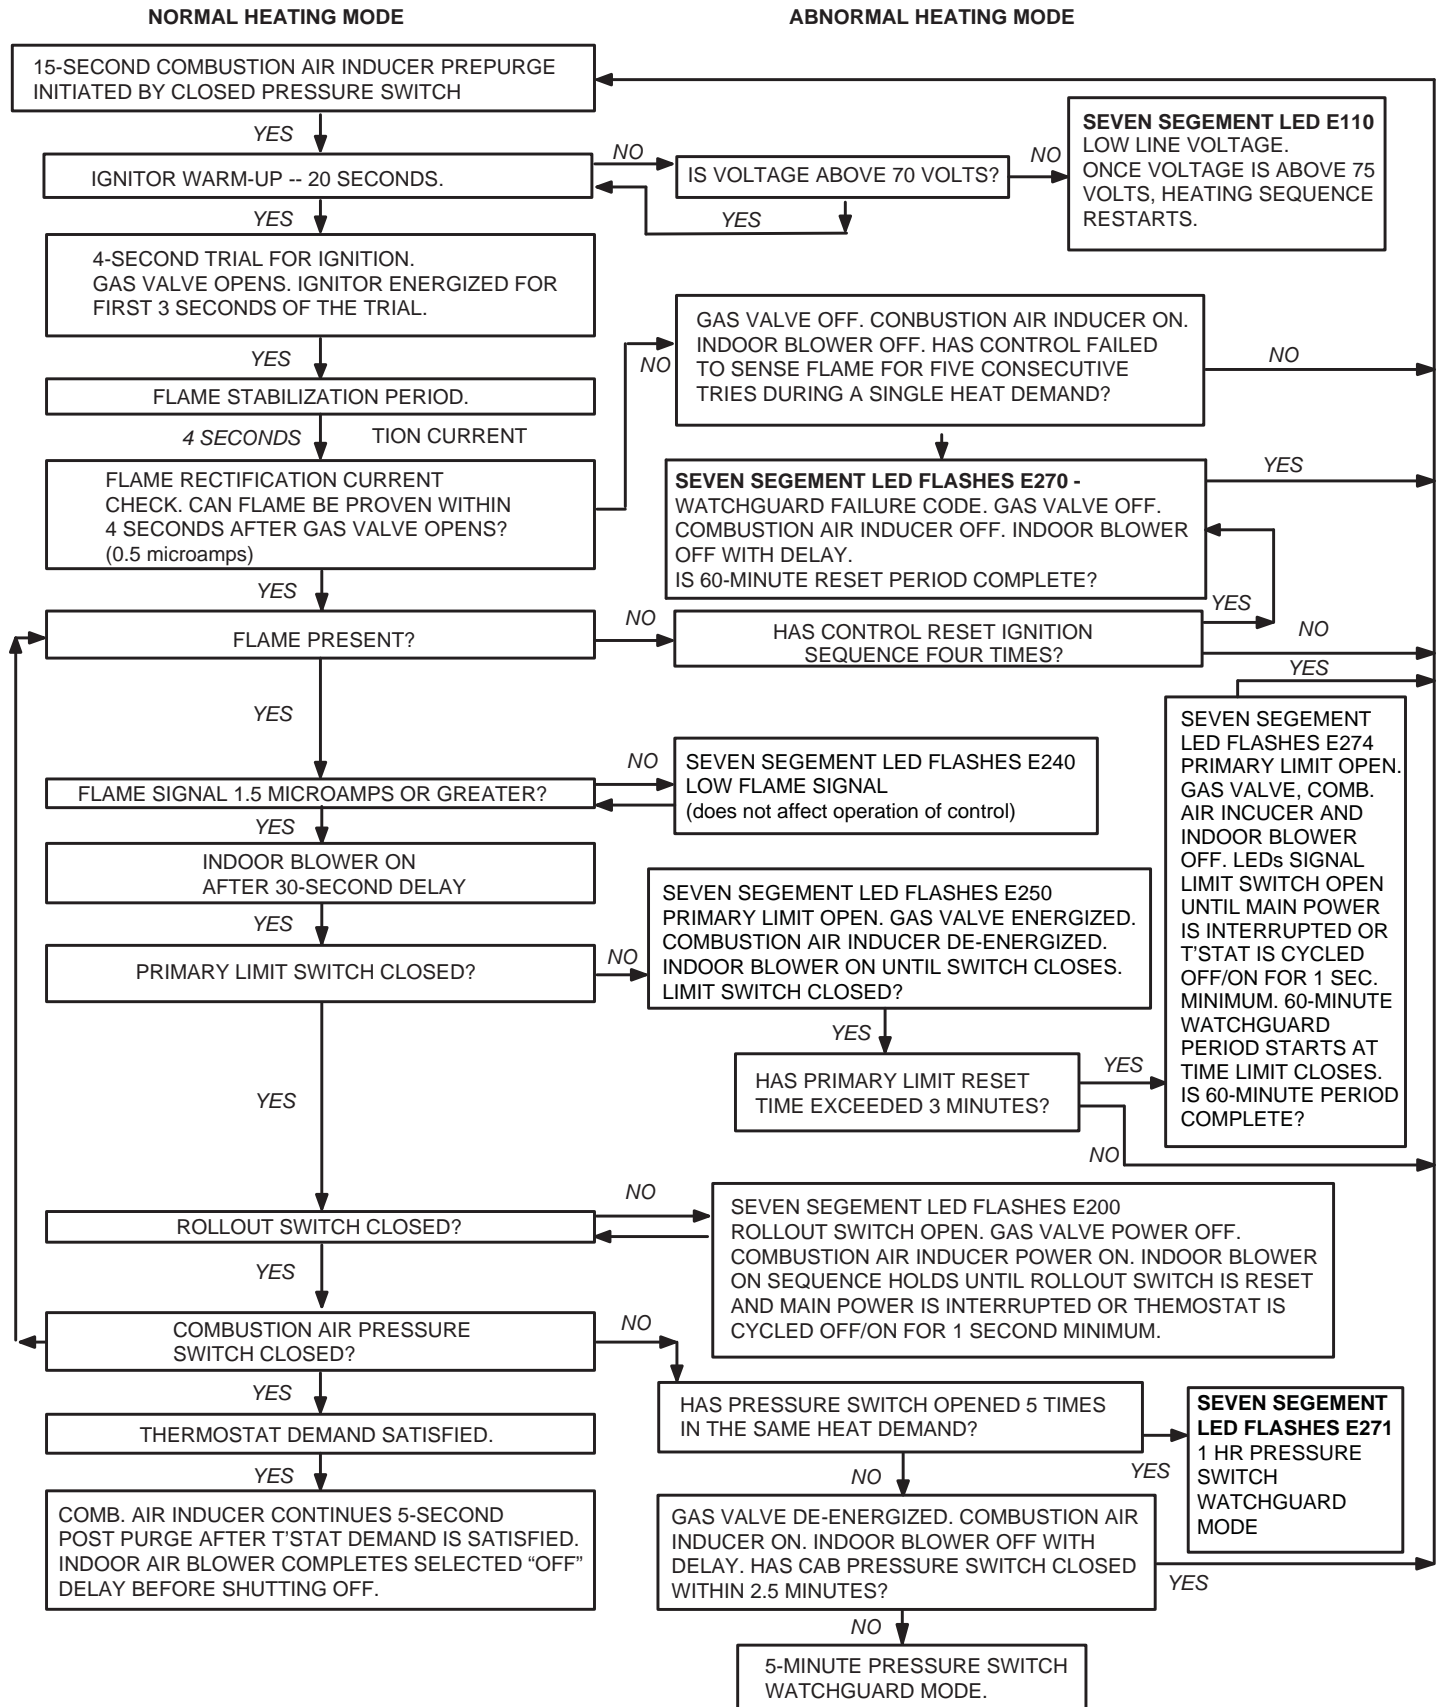 NORMAL HEATING MODE
ABNORMAL HEATING MODE
15-SECOND COMBUSTION AIR INDUCER PREPURGE
INITIATED BY CLOSED PRESSURE SWITCH
YES
IGNITOR WARM-UP -- 20 SECONDS.
NO
IS VOLTAGE ABOVE 70 VOLTS?
NO
YES
SEVEN SEGEMENT LED E110
LOW LINE VOLTAGE.
ONCE VOLTAGE IS ABOVE 75
VOLTS, HEATING SEQUENCE
RESTARTS.
YES
4-SECOND TRIAL FOR IGNITION.
GAS VALVE OPENS. IGNITOR ENERGIZED FOR
FIRST 3 SECONDS OF THE TRIAL.
YES
FLAME STABILIZATION PERIOD.
4 SECONDS
TION CURRENT
FLAME RECTIFICATION CURRENT
CHECK. CAN FLAME BE PROVEN WITHIN
4 SECONDS AFTER GAS VALVE OPENS?
(0.5 microamps)
NO
GAS VALVE OFF. CONBUSTION AIR INDUCER ON.
INDOOR BLOWER OFF. HAS CONTROL FAILED
TO SENSE FLAME FOR FIVE CONSECUTIVE
TRIES DURING A SINGLE HEAT DEMAND?
NO
SEVEN SEGEMENT LED FLASHES E270 -
WATCHGUARD FAILURE CODE. GAS VALVE OFF.
COMBUSTION AIR INDUCER OFF. INDOOR BLOWER
OFF WITH DELAY.
IS 60-MINUTE RESET PERIOD COMPLETE?
YES
YES
FLAME PRESENT?
NO
HAS CONTROL RESET IGNITION
SEQUENCE FOUR TIMES?
YES
NO
YES
FLAME SIGNAL 1.5 MICROAMPS OR GREATER?
NO
SEVEN SEGEMENT LED FLASHES E240
LOW FLAME SIGNAL
(does not affect operation of control)
YES
INDOOR BLOWER ON
AFTER 30-SECOND DELAY
YES
PRIMARY LIMIT SWITCH CLOSED?
NO
SEVEN SEGEMENT LED FLASHES E250
PRIMARY LIMIT OPEN. GAS VALVE ENERGIZED.
COMBUSTION AIR INDUCER DE-ENERGIZED.
INDOOR BLOWER ON UNTIL SWITCH CLOSES.
LIMIT SWITCH CLOSED?
YES
HAS PRIMARY LIMIT RESET
TIME EXCEEDED 3 MINUTES?
YES
NO
YES
SEVEN SEGEMENT
LED FLASHES E274
PRIMARY LIMIT OPEN.
GAS VALVE, COMB.
AIR INCUCER AND
INDOOR BLOWER
OFF. LEDs SIGNAL
LIMIT SWITCH OPEN
UNTIL MAIN POWER
IS INTERRUPTED OR
T'STAT IS CYCLED
OFF/ON FOR 1 SEC.
MINIMUM. 60-MINUTE
WATCHGUARD
PERIOD STARTS AT
TIME LIMIT CLOSES.
IS 60-MINUTE PERIOD
COMPLETE?
YES
ROLLOUT SWITCH CLOSED?
NO
SEVEN SEGEMENT LED FLASHES E200
ROLLOUT SWITCH OPEN. GAS VALVE POWER OFF.
COMBUSTION AIR INDUCER POWER ON. INDOOR BLOWER
ON SEQUENCE HOLDS UNTIL ROLLOUT SWITCH IS RESET
AND MAIN POWER IS INTERRUPTED OR THEMOSTAT IS
CYCLED OFF/ON FOR 1 SECOND MINIMUM.
YES
COMBUSTION AIR PRESSURE
SWITCH CLOSED?
NO
HAS PRESSURE SWITCH OPENED 5 TIMES
IN THE SAME HEAT DEMAND?
YES
SEVEN SEGEMENT
LED FLASHES E271
1 HR PRESSURE
SWITCH
WATCHGUARD
MODE
YES
THERMOSTAT DEMAND SATISFIED.
NO
GAS VALVE DE-ENERGIZED. COMBUSTION AIR
INDUCER ON. INDOOR BLOWER OFF WITH
DELAY. HAS CAB PRESSURE SWITCH CLOSED
WITHIN 2.5 MINUTES?
YES
YES
COMB. AIR INDUCER CONTINUES 5-SECOND
POST PURGE AFTER T'STAT DEMAND IS SATISFIED.
INDOOR AIR BLOWER COMPLETES SELECTED “OFF”
DELAY BEFORE SHUTTING OFF.
NO
5-MINUTE PRESSURE SWITCH
WATCHGUARD MODE.